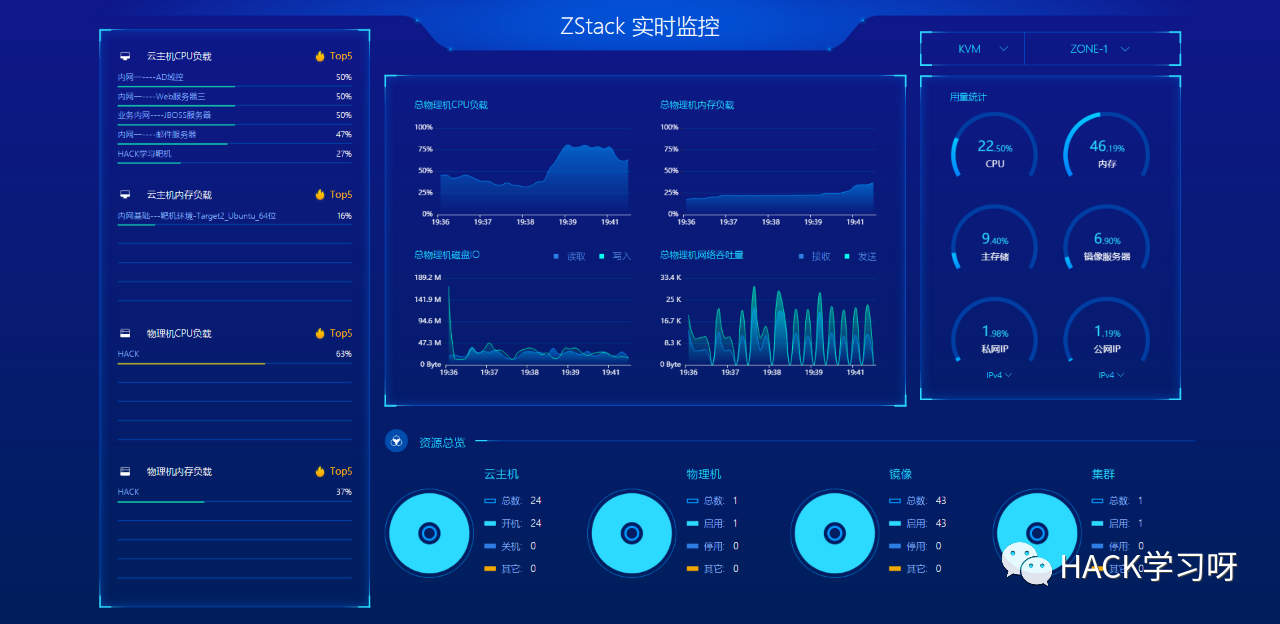 ZStack 实时监控
云主机CPU负载 Top5
内网一----AD域控 50%
内网一----Web服务器三 50%
业务内网----JBOSS服务器 50%
内网一----邮件服务器 47%
HACK学习靶机 27%
云主机内存负载 Top5
内网基础---靶机环境-Target2_Ubuntu_64位 16%
物理机CPU负载 Top5
HACK 63%
物理机内存负载 Top5
HACK 37%
总物理机CPU负载
100%
75%
50%
25%
0%
19:36 19:37 19:38 19:39 19:41
总物理机内存负载
100%
75%
50%
25%
0%
19:36 19:37 19:38 19:39 19:41
总物理机磁盘IO 读取 写入
189.2 M
141.9 M
94.6 M
47.3 M
0 Byte
19:36 19:37 19:38 19:39 19:41
总物理机网络吞吐量 接收 发送
33.4 K
25 K
16.7 K
8.3 K
0 Byte
19:36 19:37 19:38 19:39 19:41
KVM ZONE-1
用量统计
22.50% 46.19%
CPU 内存
9.40% 6.90%
主存储 镜像服务器
1.98% 1.19%
私网IP 公网IP
IPv4 IPv4
资源总览
云主机
总数: 24
开机: 24
关机: 0
其它: 0
物理机
总数: 1
启用: 1
停用: 0
其它: 0
镜像
总数: 43
启用: 43
停用: 0
其它: 0
集群
总数: 1
启用: 1
停用: 0
其它: 0
HACK学习呀